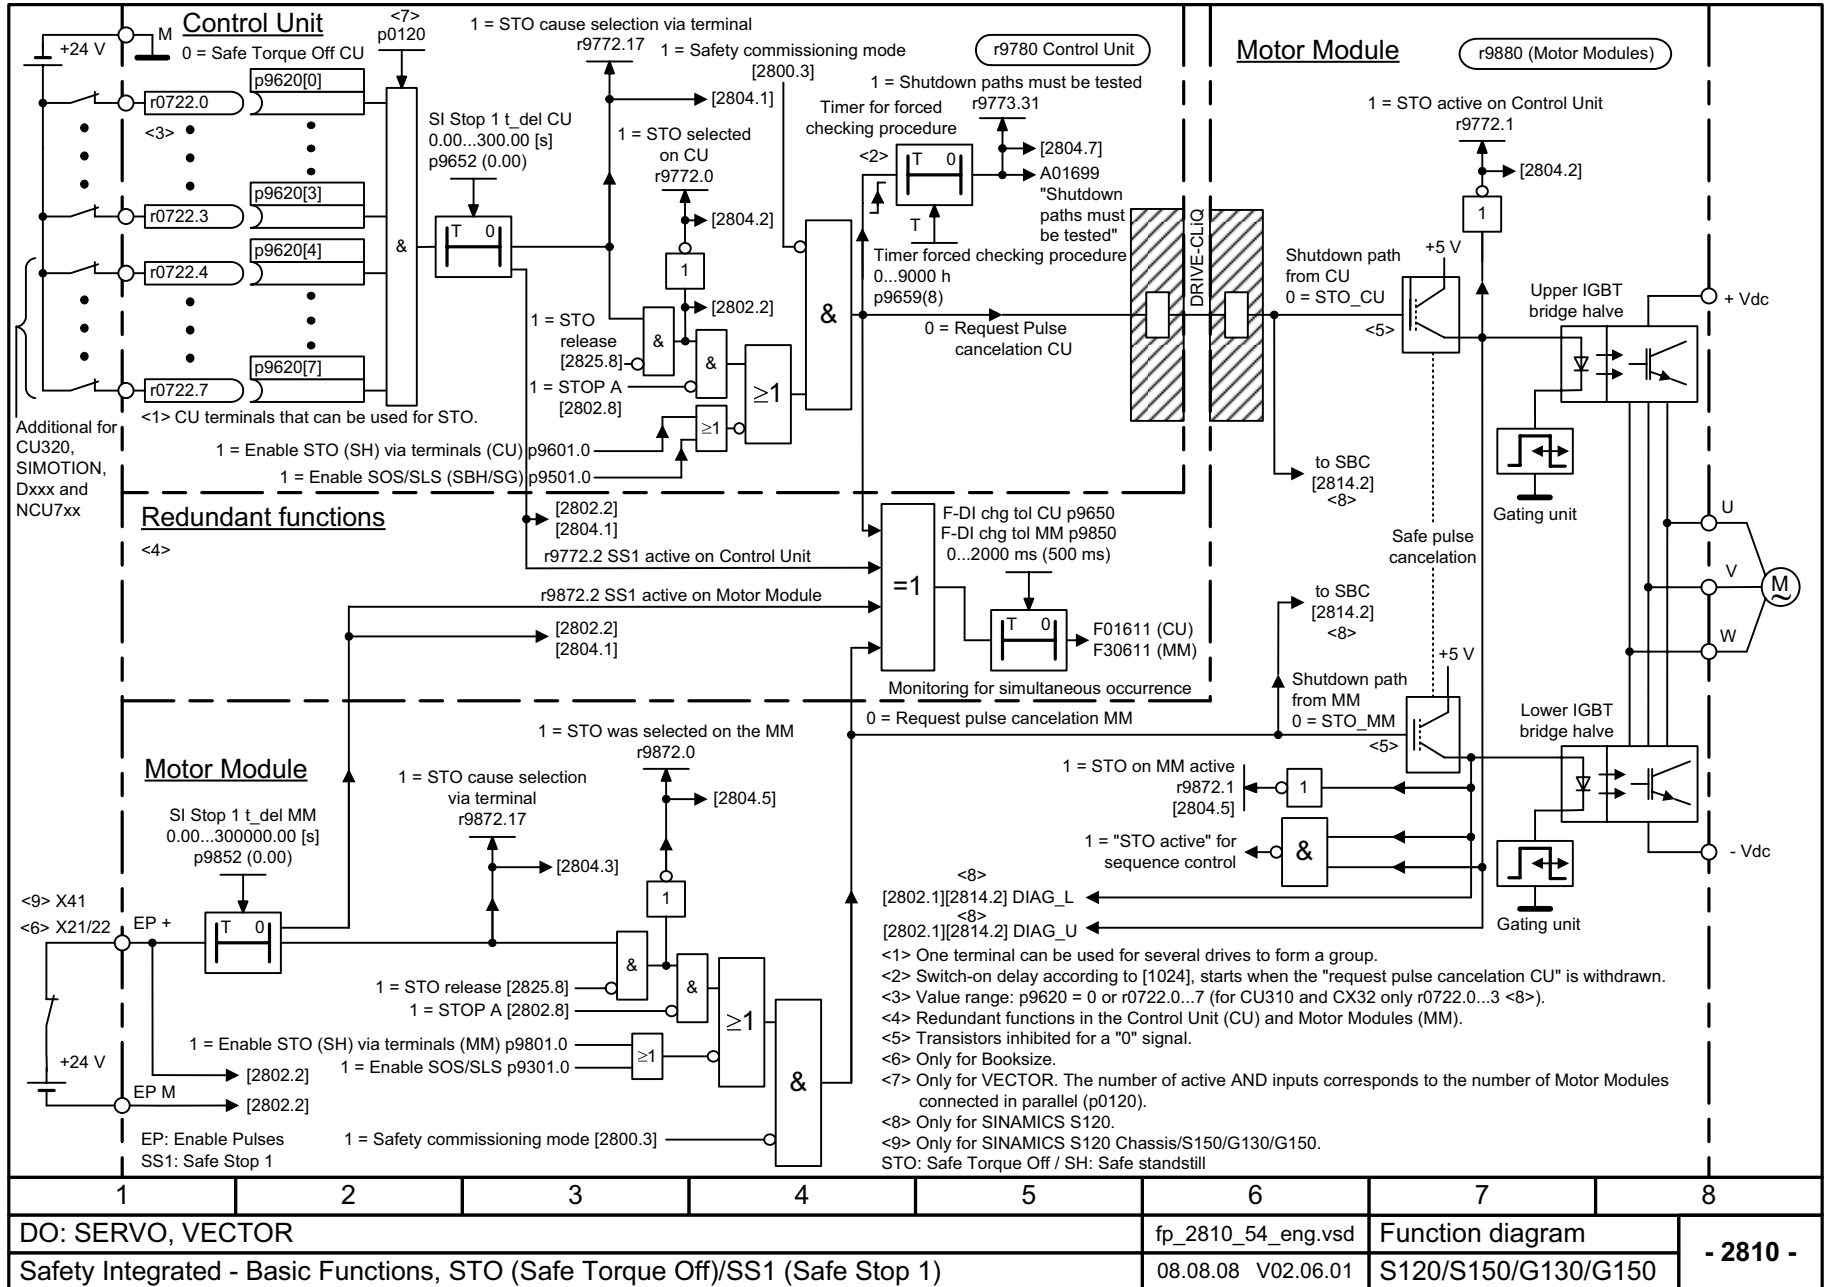 Control Unit
0 = Safe Torque Off CU
+24 V
M
<7>
p0120
r0722.0
p9620[0]
<3>
r0722.3
p9620[3]
r0722.4
p9620[4]
r0722.7
p9620[7]
&
<1> CU terminals that can be used for STO.
Additional for
CU320,
SIMOTION,
Dxxx and
NCU7xx
SI Stop 1 t_del CU
0.00...300.00 [s]
p9652 (0.00)
T 0
1 = STO cause selection via terminal
r9772.17
[2804.1]
1 = STO selected
on CU
r9772.0
[2804.2]
1
[2802.2]
1 = STO
release
[2825.8]
&
1 = STOP A
[2802.8]
&
≥1
≥1
1 = Enable STO (SH) via terminals (CU) p9601.0
1 = Enable SOS/SLS (SBH/SG) p9501.0
1 = Safety commissioning mode
[2800.3]
&
r9780 Control Unit
1 = Shutdown paths must be tested
r9773.31
Timer for forced
checking procedure
<2>
T 0
T
[2804.7]
A01699
"Shutdown
paths must
be tested"
Timer forced checking procedure
0...9000 h
p9659(8)
0 = Request Pulse
cancelation CU
DRIVE-CLiQ
Motor Module
r9880 (Motor Modules)
1 = STO active on Control Unit
r9772.1
[2804.2]
1
+5 V
Shutdown path
from CU
0 = STO_CU
<5>
Upper IGBT
bridge halve
+ Vdc
Gating unit
to SBC
[2814.2]
<8>
Safe pulse
cancelation
U
V
W
M
~
Redundant functions
<4>
[2802.2]
[2804.1]
r9772.2 SS1 active on Control Unit
r9872.2 SS1 active on Motor Module
[2802.2]
[2804.1]
=1
F-DI chg tol CU p9650
F-DI chg tol MM p9850
0...2000 ms (500 ms)
T 0
F01611 (CU)
F30611 (MM)
Monitoring for simultaneous occurrence
to SBC
[2814.2]
<8>
0 = Request pulse cancelation MM
Shutdown path
from MM
0 = STO_MM
<5>
+5 V
Lower IGBT
bridge halve
- Vdc
Gating unit
1 = STO on MM active
r9872.1
[2804.5]
1
1 = "STO active" for
sequence control
&
<8>
[2802.1][2814.2] DIAG_L
<8>
[2802.1][2814.2] DIAG_U
Motor Module
SI Stop 1 t_del MM
0.00...300000.00 [s]
p9852 (0.00)
T 0
<9> X41
<6> X21/22
EP +
+24 V
EP M
[2802.2]
[2802.2]
EP: Enable Pulses
SS1: Safe Stop 1
1 = STO cause selection
via terminal
r9872.17
[2804.3]
1 = STO was selected on the MM
r9872.0
[2804.5]
1
&
1 = STO release [2825.8]
1 = STOP A [2802.8]
&
≥1
1 = Enable STO (SH) via terminals (MM) p9801.0
1 = Enable SOS/SLS p9301.0
≥1
&
1 = Safety commissioning mode [2800.3]
<1> One terminal can be used for several drives to form a group.
<2> Switch-on delay according to [1024], starts when the "request pulse cancelation CU" is withdrawn.
<3> Value range: p9620 = 0 or r0722.0...7 (for CU310 and CX32 only r0722.0...3 <8>).
<4> Redundant functions in the Control Unit (CU) and Motor Modules (MM).
<5> Transistors inhibited for a "0" signal.
<6> Only for Booksize.
<7> Only for VECTOR. The number of active AND inputs corresponds to the number of Motor Modules
connected in parallel (p0120).
<8> Only for SINAMICS S120.
<9> Only for SINAMICS S120 Chassis/S150/G130/G150.
STO: Safe Torque Off / SH: Safe standstill
1 2 3 4 5 6 7 8
DO: SERVO, VECTOR
fp_2810_54_eng.vsd
Function diagram
- 2810 -
Safety Integrated - Basic Functions, STO (Safe Torque Off)/SS1 (Safe Stop 1)
08.08.08 V02.06.01
S120/S150/G130/G150